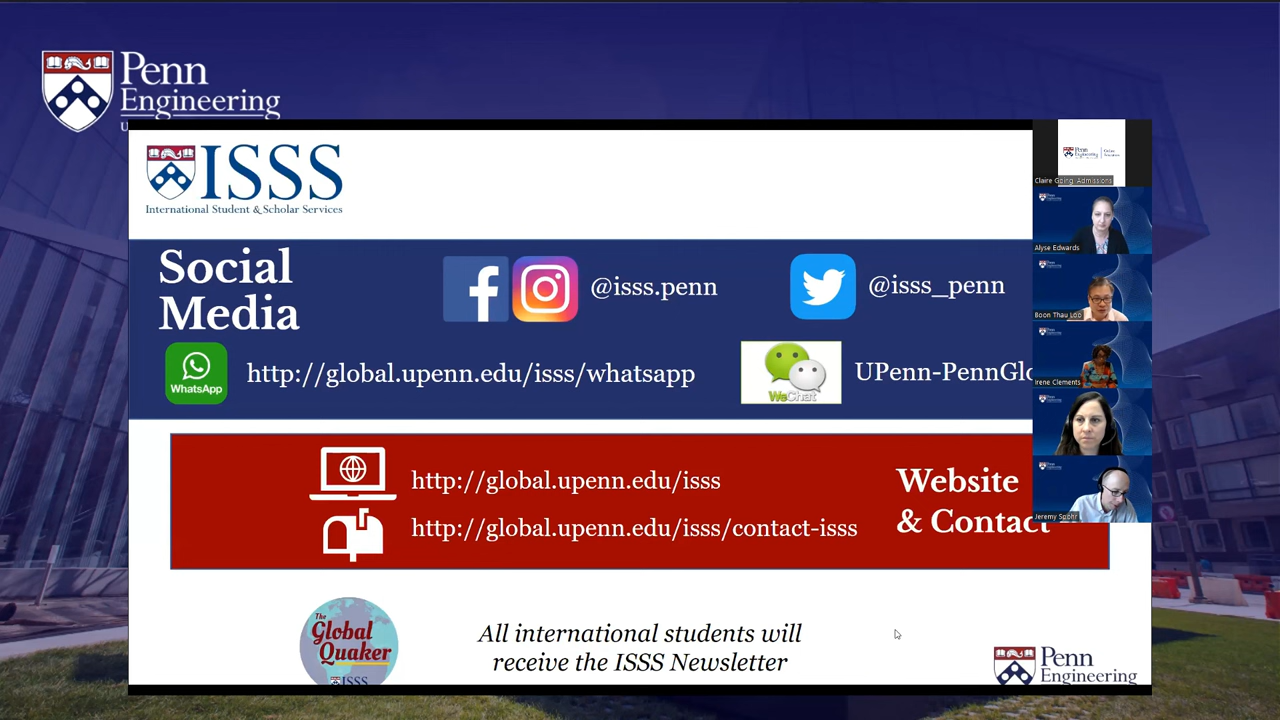 Penn
Engineering
ISSS
International Student & Scholar Services
Social
Media
@isss.penn
@isss_penn
WhatsApp
http://global.upenn.edu/isss/whatsapp
WeChat
UPenn-PennGlo
http://global.upenn.edu/isss
http://global.upenn.edu/isss/contact-isss
Website
& Contact
The
Global
Quaker
ISSS
All international students will
receive the ISSS Newsletter
Penn
Engineering
Claire Going, Admissions
Alyse Edwards
Boon Thau Loo
Irene Clements
Jeremy Spohr